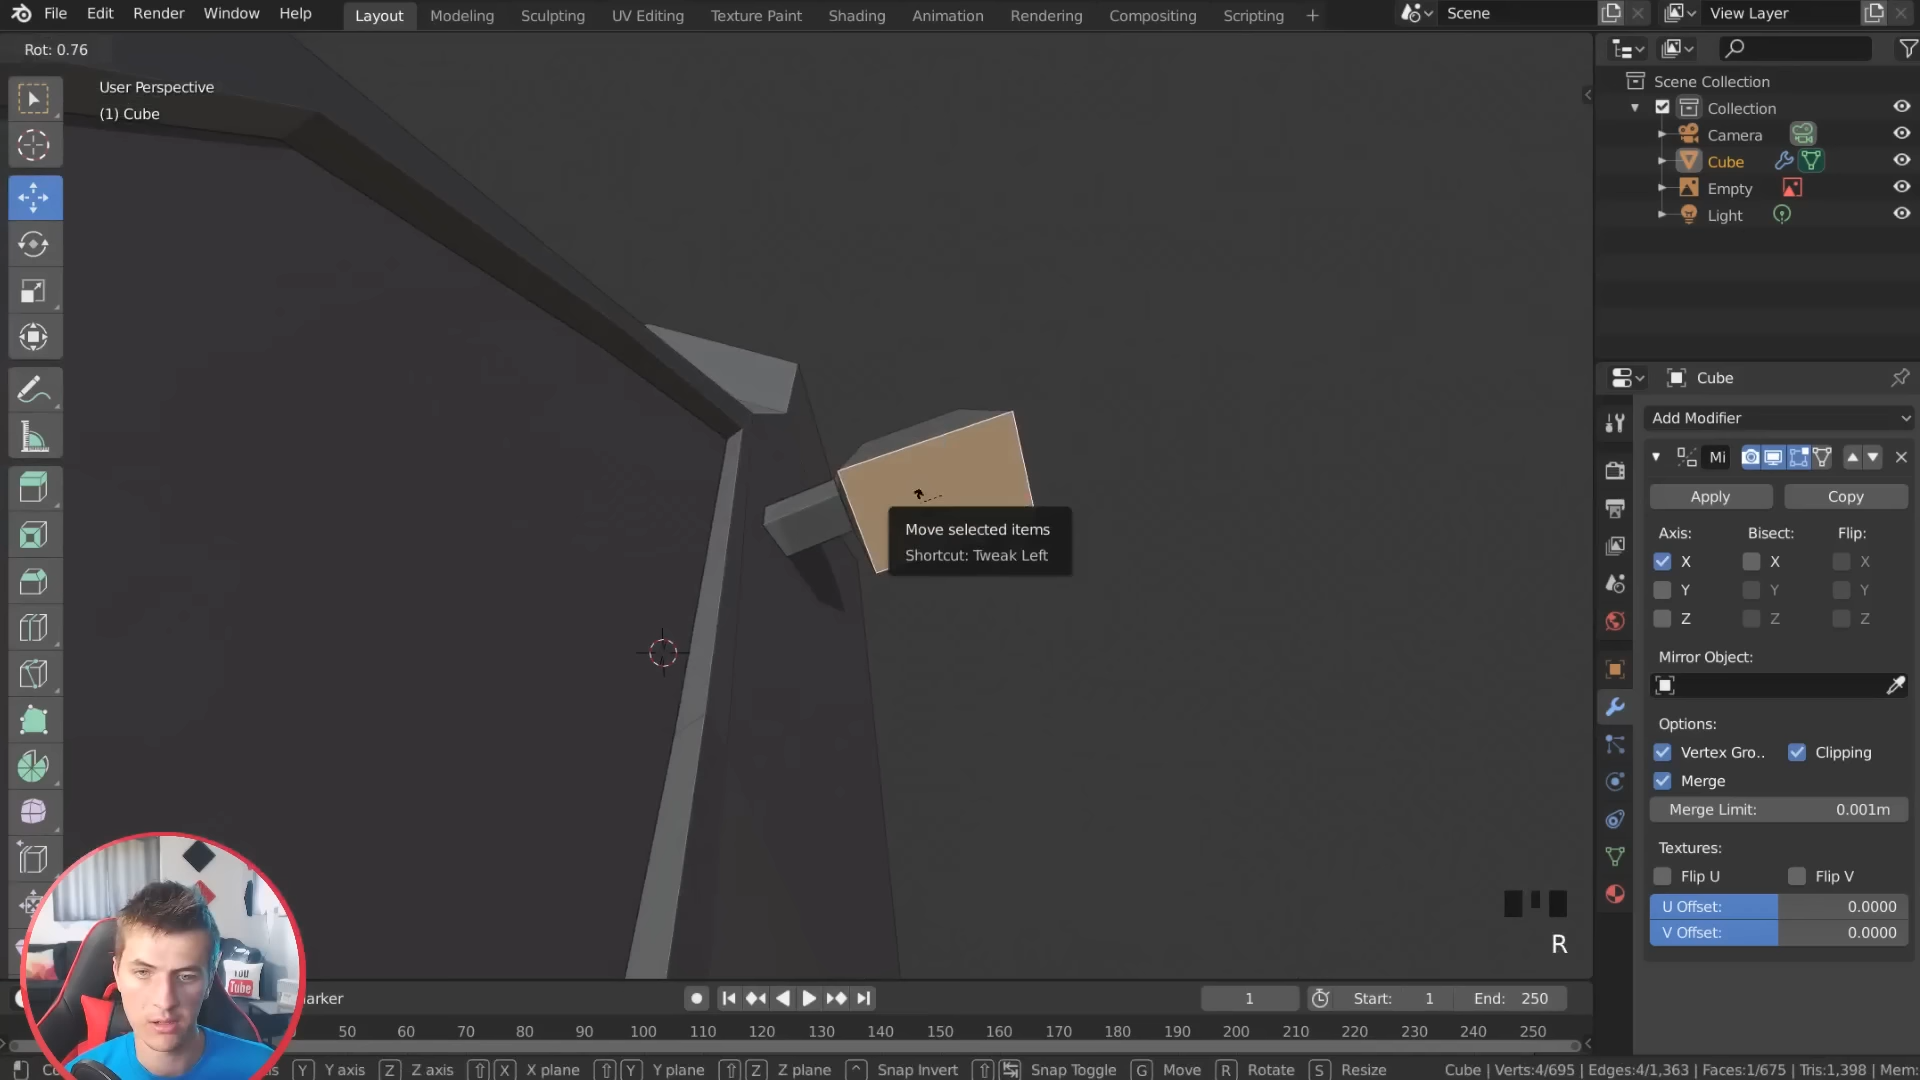 File Edit Render Window Help Layout Modeling Sculpting UV Editing Texture Paint Shading Animation Rendering Compositing Scripting + Scene View Layer
Rot: 0.76
User Perspective
(1) Cube
Scene Collection
Collection
Camera
Cube
Empty
Light
Cube
Add Modifier
Mi
Apply Copy
Axis: Bisect: Flip:
X X X
Y Y Y
Z Z Z
Mirror Object:
Options:
Vertex Gro.. Clipping
Merge
Merge Limit: 0.001m
Textures:
Flip U Flip V
U Offset: 0.0000
V Offset: 0.0000
Move selected items
Shortcut: Tweak Left
R
You
Tube
arker 1 Start: 1 End: 250
50 60 70 80 90 100 110 120 130 140 150 160 170 180 190 200 210 220 230 240 250
Y Y axis Z Z axis X X plane Y Y plane Z Z plane ^ Snap Invert Snap Toggle G Move R Rotate S Resize Cube | Verts:4/695 | Edges:4/1,363 | Faces:1/675 | Tris:1,398 | Mem: